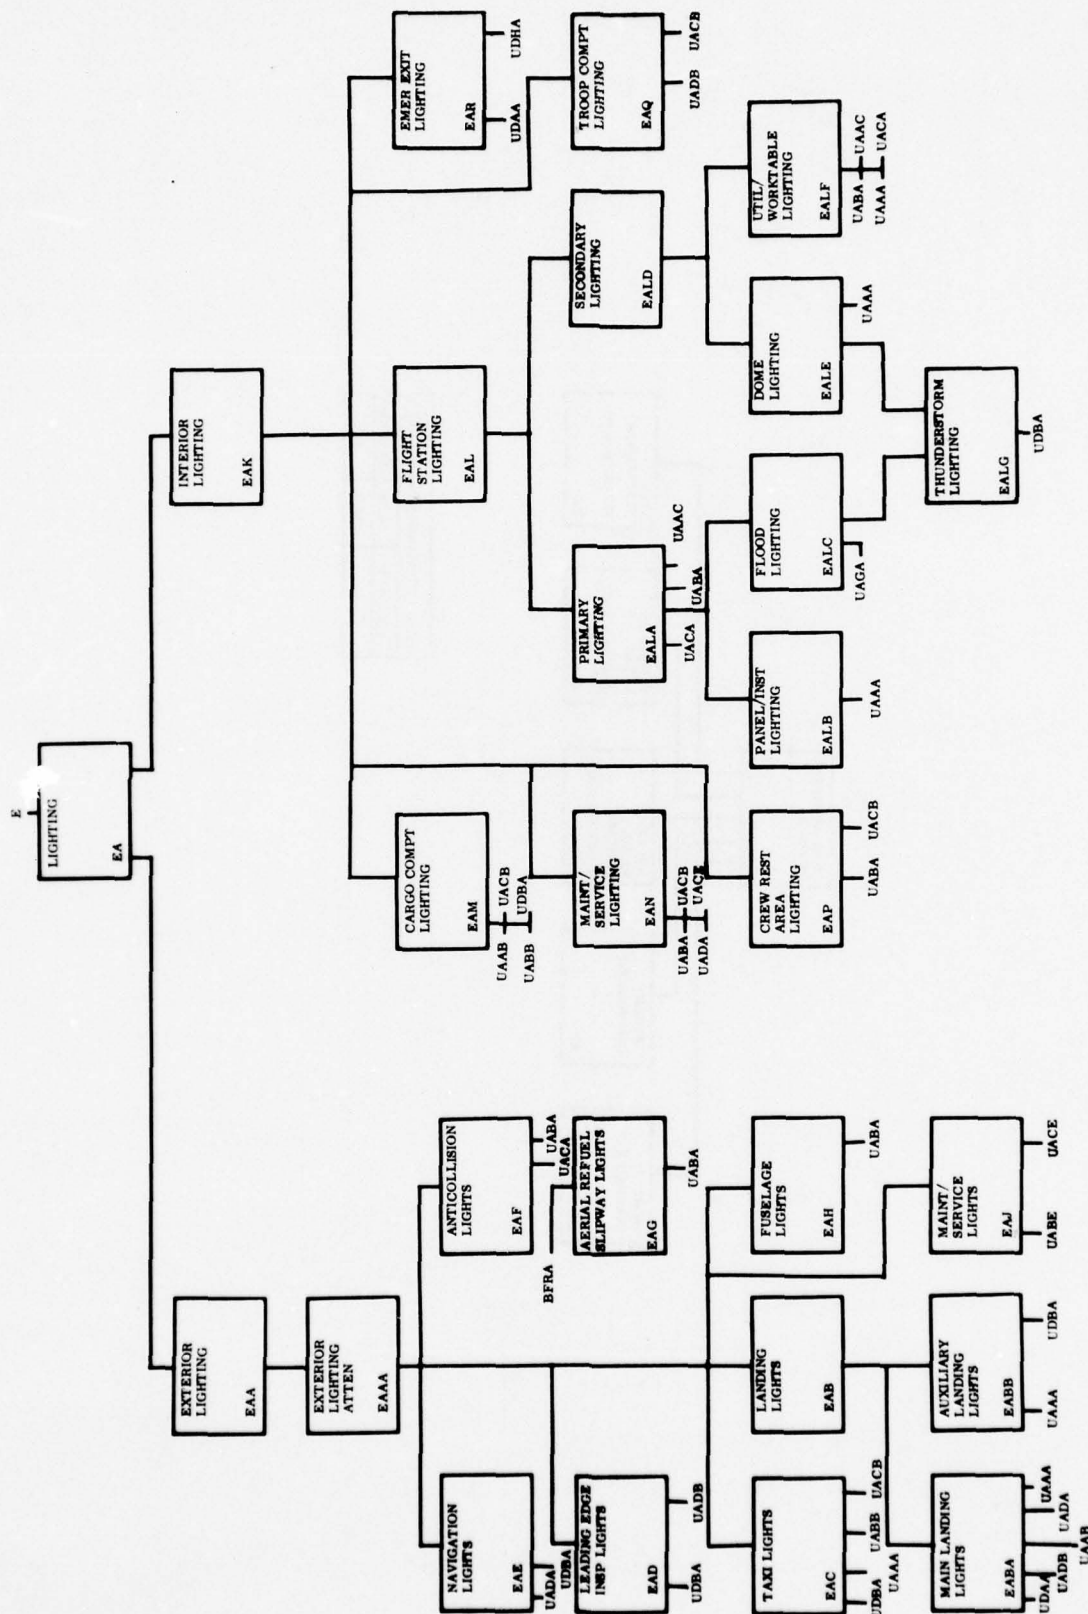 E
LIGHTING
EA
EXTERIOR
LIGHTING
EAA
INTERIOR
LIGHTING
EAK
EXTERIOR
LIGHTING
ATTEN
EAAA
NAVIGATION
LIGHTS
EAE
UADA
UDBA
ANTICOLLISION
LIGHTS
EAF
UACA
UABA
LEADING EDGE
INSP LIGHTS
EAD
UDBA
UADB
BFRA
AERIAL REFUEL
SLIPWAY LIGHTS
EAG
UABA
TAXI LIGHTS
EAC
UDBA
UAAA
UABB
UACB
LANDING
LIGHTS
EAB
FUSELAGE
LIGHTS
EAH
UABA
MAIN LANDING
LIGHTS
EABA
UDAA
UADB
UAAB
UADA
UAAA
AUXILIARY
LANDING
LIGHTS
EABB
UAAA
UDBA
MAINT/
SERVICE
LIGHTS
EAJ
UABE
UACE
CARGO COMPT
LIGHTING
EAM
UAAB
UACB
UABB
UDBA
MAINT/
SERVICE
LIGHTING
EAN
UABA
UACB
UADA
UACE
CREW REST
AREA
LIGHTING
EAP
UABA
UACB
FLIGHT
STATION
LIGHTING
EAL
EMER EXIT
LIGHTING
EAR
UDAA
UDHA
TROOP COMPT
LIGHTING
EAQ
UADB
UACB
PRIMARY
LIGHTING
EALA
UACA
UABA
UAAC
SECONDARY
LIGHTING
EALD
PANEL/INST
LIGHTING
EALB
UAAA
FLOOD
LIGHTING
EALC
UAGA
DOME
LIGHTING
EALE
UAAA
UTIL/
WORKTABLE
LIGHTING
EALF
UABA
UAAC
UAAA
UACA
THUNDERSTORM
LIGHTING
EALG
UDBA